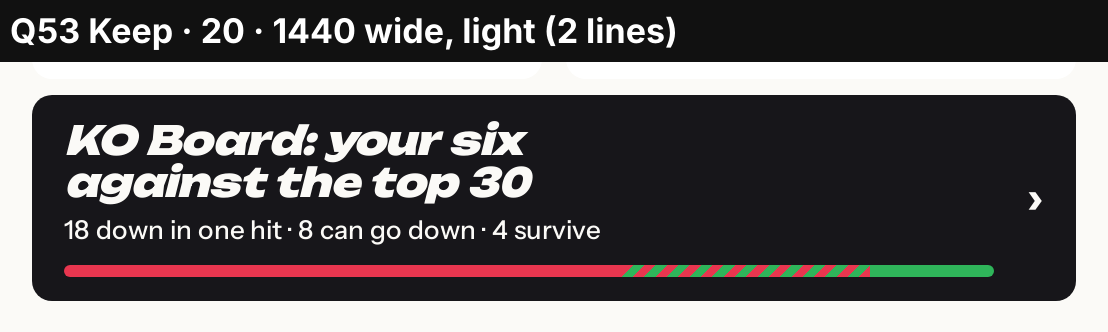 Q53 Keep · 20 · 1440 wide, light (2 lines)
KO Board: your six
against the top 30
18 down in one hit · 8 can go down · 4 survive
›